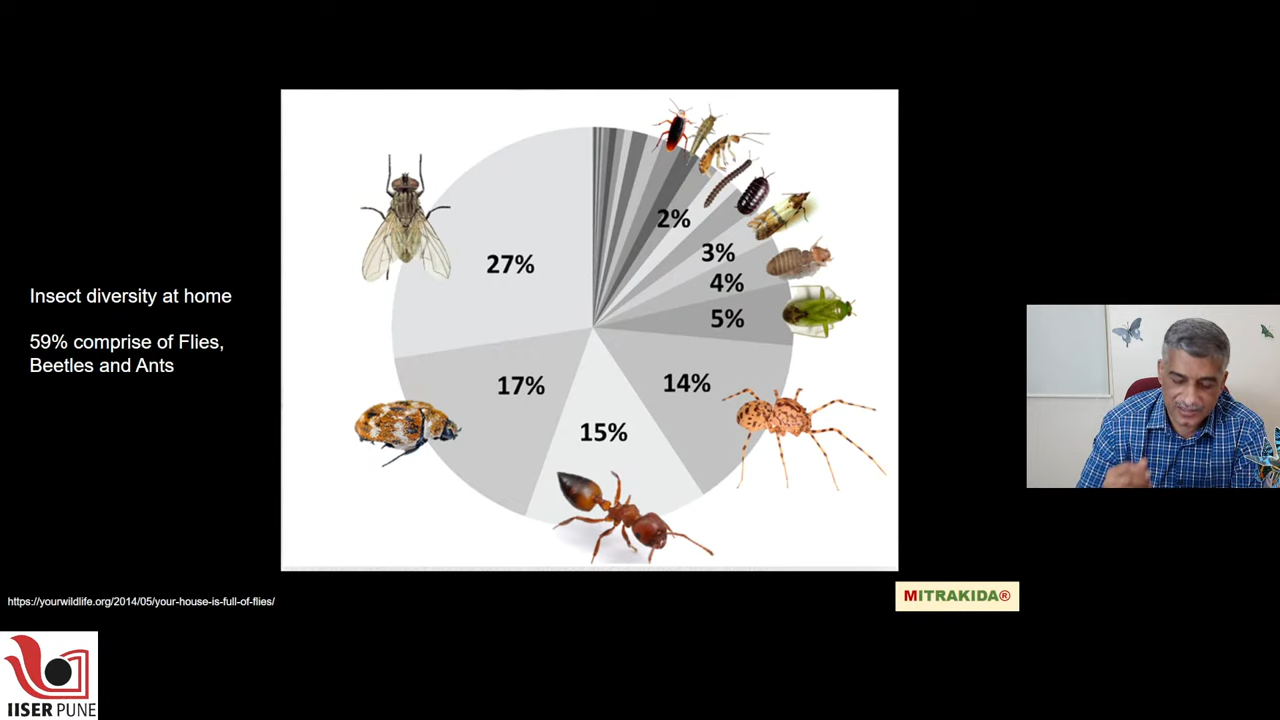 Insect diversity at home
59% comprise of Flies,
Beetles and Ants
27%
2%
3%
4%
5%
14%
17%
15%
https://yourwildlife.org/2014/05/your-house-is-full-of-flies/
MITRAKIDA®
IISER PUNE